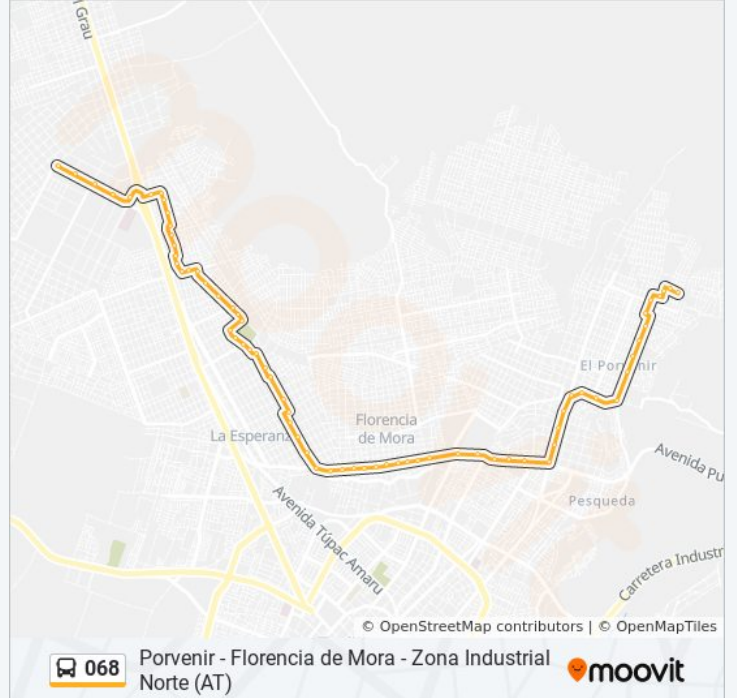 l Grau
El Porvenir
Florencia
de Mora
La Esperanz
Avenida Pu
Pesqueda
Avenida Túpac Amaru
Carretera Industr
© OpenStreetMap contributors | © OpenMapTiles
068
Porvenir - Florencia de Mora - Zona Industrial
Norte (AT)
moovit